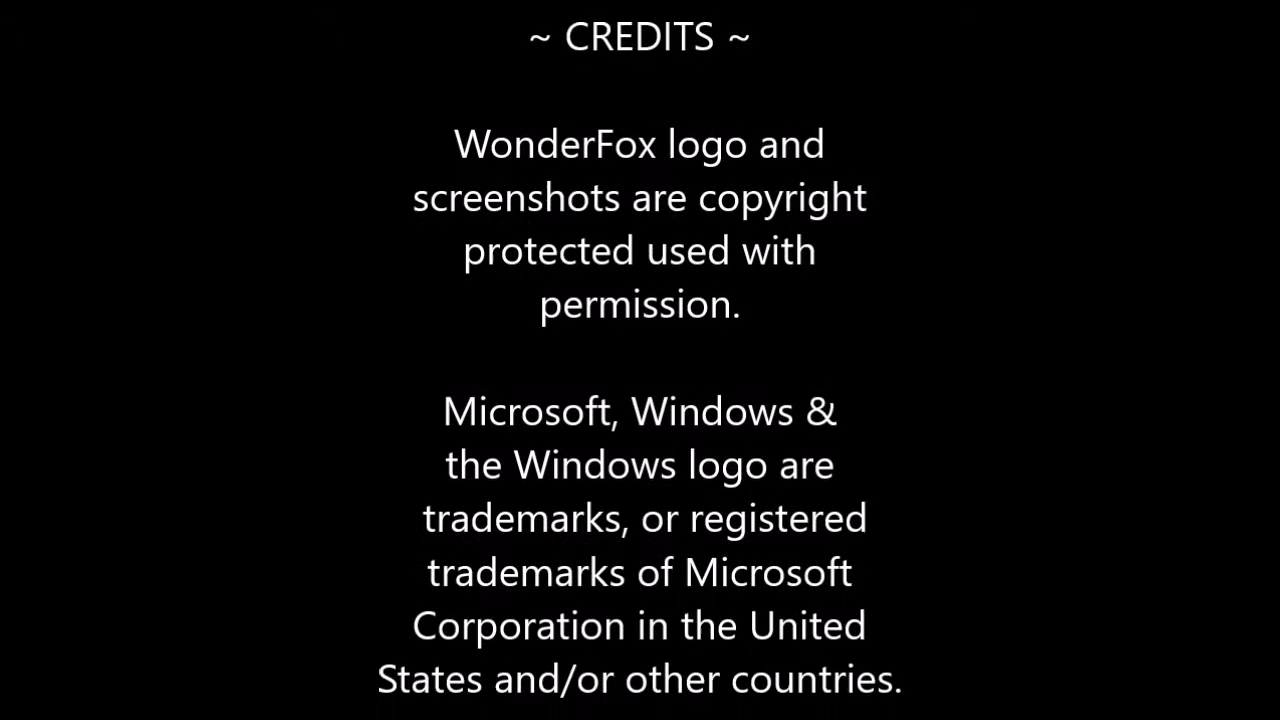 ~ CREDITS ~
WonderFox logo and
screenshots are copyright
protected used with
permission.
Microsoft, Windows &
the Windows logo are
trademarks, or registered
trademarks of Microsoft
Corporation in the United
States and/or other countries.